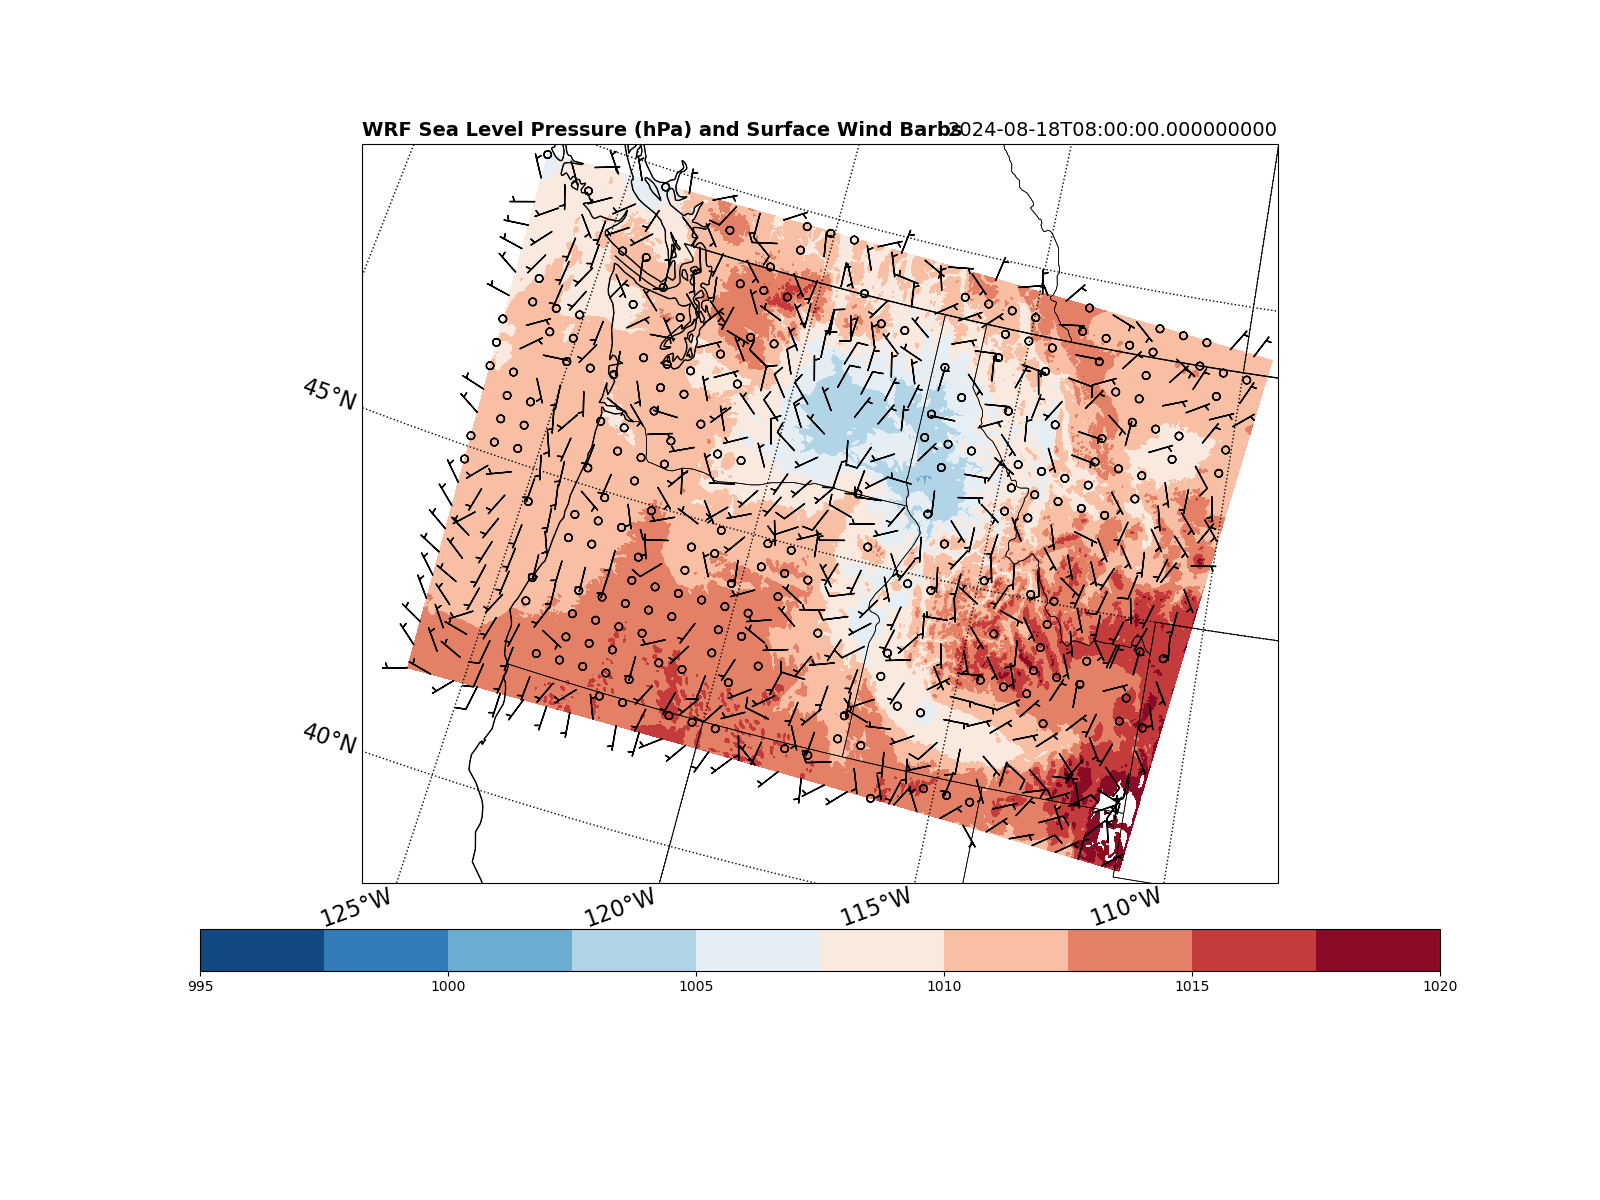 WRF Sea Level Pressure (hPa) and Surface Wind Barbs 2024-08-18T08:00:00.000000000
45°N
40°N
125°W 120°W 115°W 110°W
995 1000 1005 1010 1015 1020